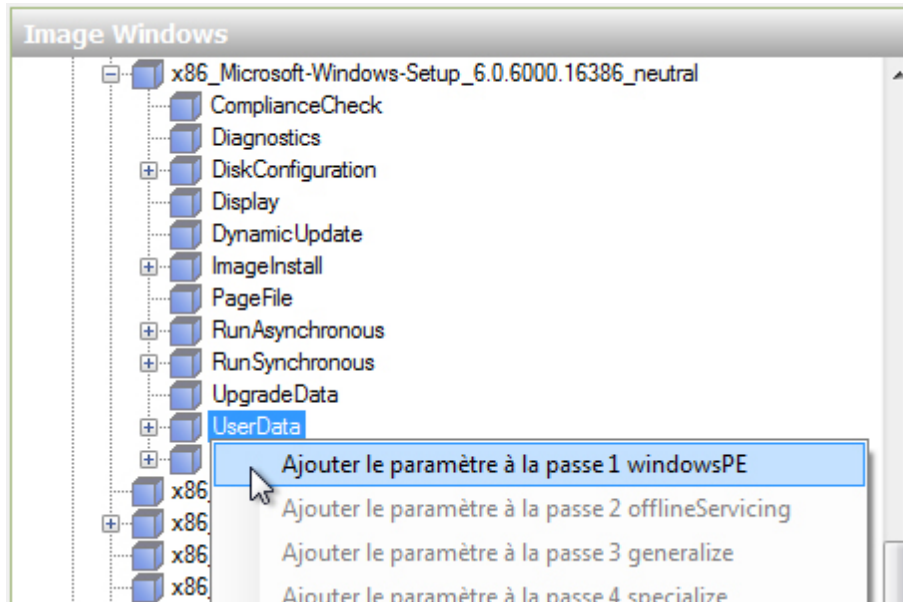 Image Windows
x86_Microsoft-Windows-Setup_6.0.6000.16386_neutral
ComplianceCheck
Diagnostics
DiskConfiguration
Display
DynamicUpdate
ImageInstall
PageFile
RunAsynchronous
RunSynchronous
UpgradeData
UserData
Ajouter le paramètre à la passe 1 windowsPE
x86
Ajouter le paramètre à la passe 2 offlineServicing
x86
Ajouter le paramètre à la passe 3 generalize
x86
Ajouter le paramètre à la passe 4 specialize
x86